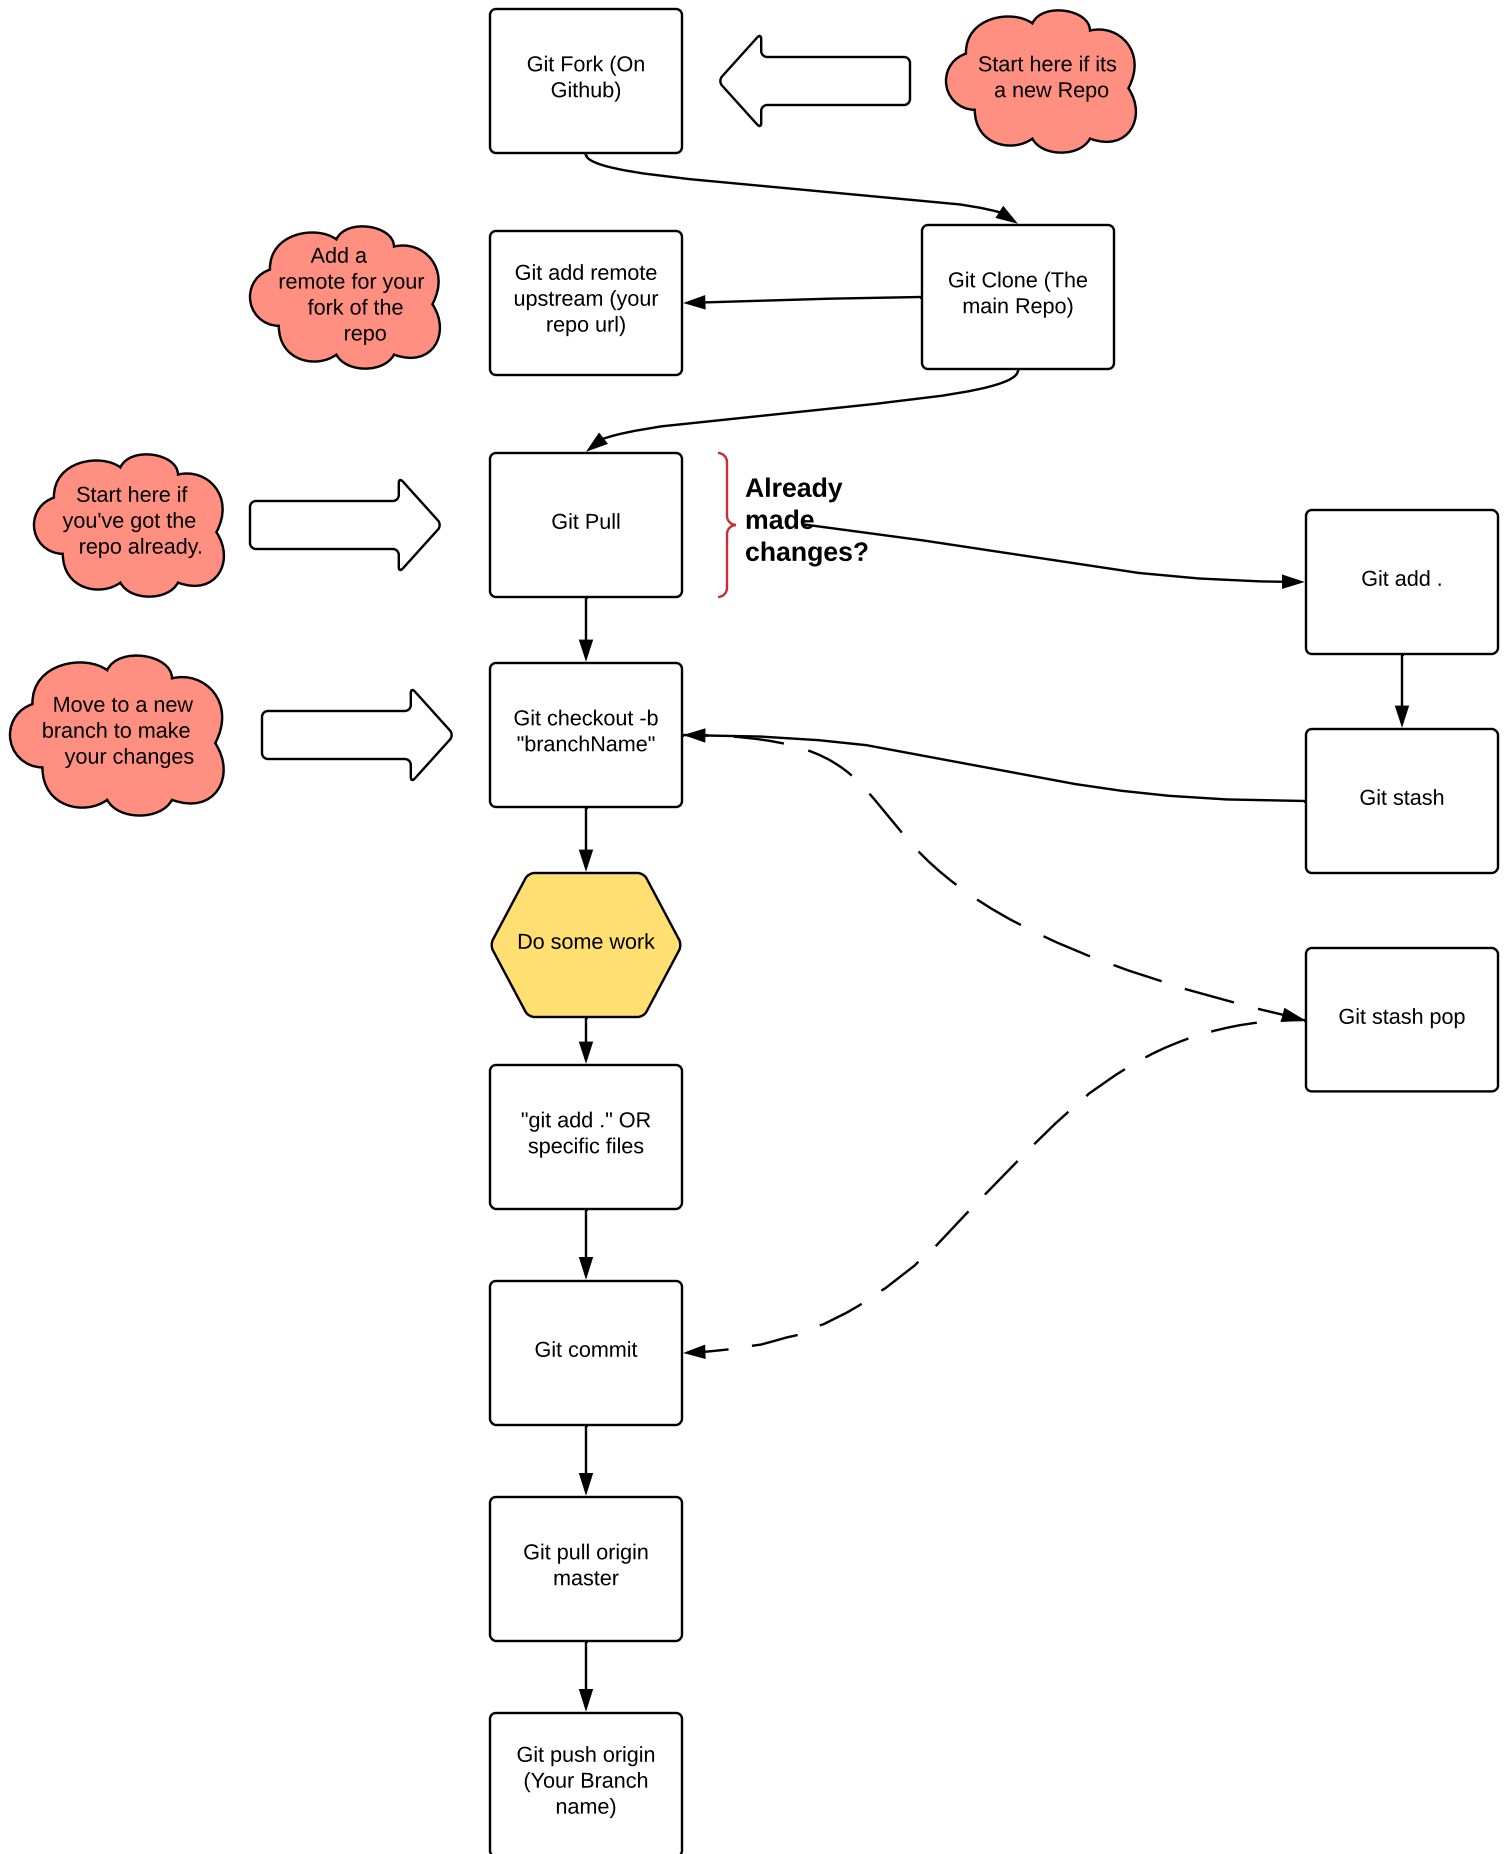 Git Fork (On
Github)
Start here if its
a new Repo
Add a
remote for your
fork of the
repo
Git add remote
upstream (your
repo url)
Git Clone (The
main Repo)
Start here if
you've got the
repo already.
Git Pull
Already
made
changes?
Git add .
Move to a new
branch to make
your changes
Git checkout -b
"branchName"
Git stash
Do some work
Git stash pop
"git add ." OR
specific files
Git commit
Git pull origin
master
Git push origin
(Your Branch
name)